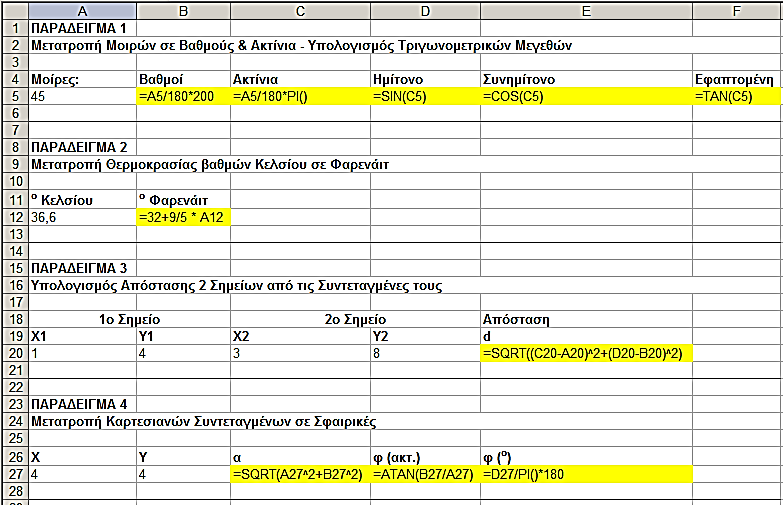 A B C D E F
1 ΠΑΡΑΔΕΙΓΜΑ 1
2 Μετατροπή Μοιρών σε Βαθμούς & Ακτίνια - Υπολογισμός Τριγωνομετρικών Μεγεθών
3
4 Μοίρες: Βαθμοί Ακτίνια Ημίτονο Συνημίτονο Εφαπτομένη
5 45 =A5/180*200 =A5/180*PI() =SIN(C5) =COS(C5) =TAN(C5)
6
7
8 ΠΑΡΑΔΕΙΓΜΑ 2
9 Μετατροπή Θερμοκρασίας βαθμών Κελσίου σε Φαρενάιτ
10
11 º Κελσίου º Φαρενάιτ
12 36,6 =32+9/5 * A12
13
14
15 ΠΑΡΑΔΕΙΓΜΑ 3
16 Υπολογισμός Απόστασης 2 Σημείων από τις Συντεταγμένες τους
17
18 1ο Σημείο 2ο Σημείο Απόσταση
19 X1 Y1 X2 Y2 d
20 1 4 3 8 =SQRT((C20-A20)^2+(D20-B20)^2)
21
22
23 ΠΑΡΑΔΕΙΓΜΑ 4
24 Μετατροπή Καρτεσιανών Συντεταγμένων σε Σφαιρικές
25
26 X Y α φ (ακτ.) φ (º)
27 4 4 =SQRT(A27^2+B27^2) =ATAN(B27/A27) =D27/PI()*180
28